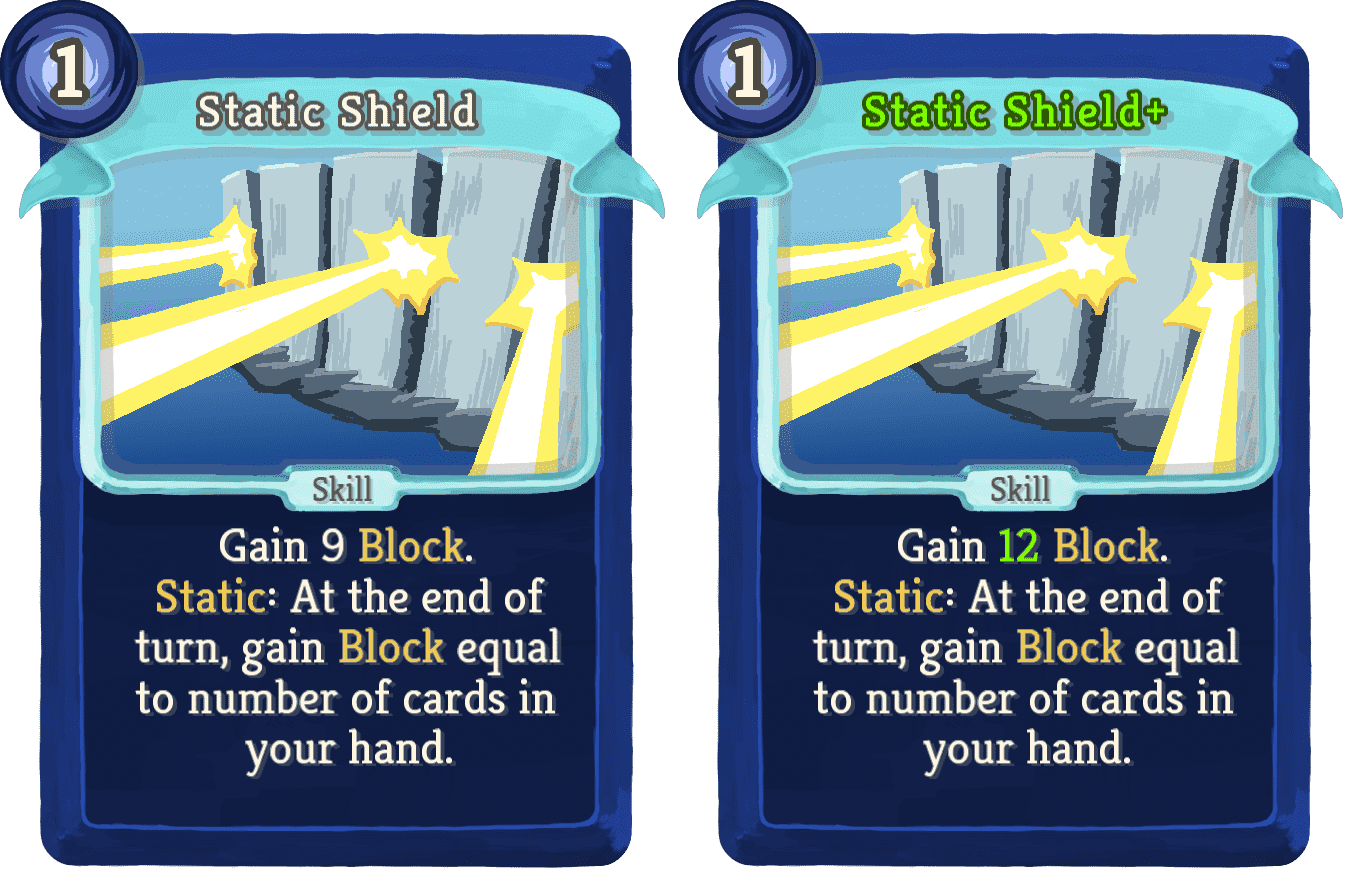 1
Static Shield
Skill
Gain 9 Block.
Static: At the end of
turn, gain Block equal
to number of cards in
your hand.
1
Static Shield+
Skill
Gain 12 Block.
Static: At the end of
turn, gain Block equal
to number of cards in
your hand.